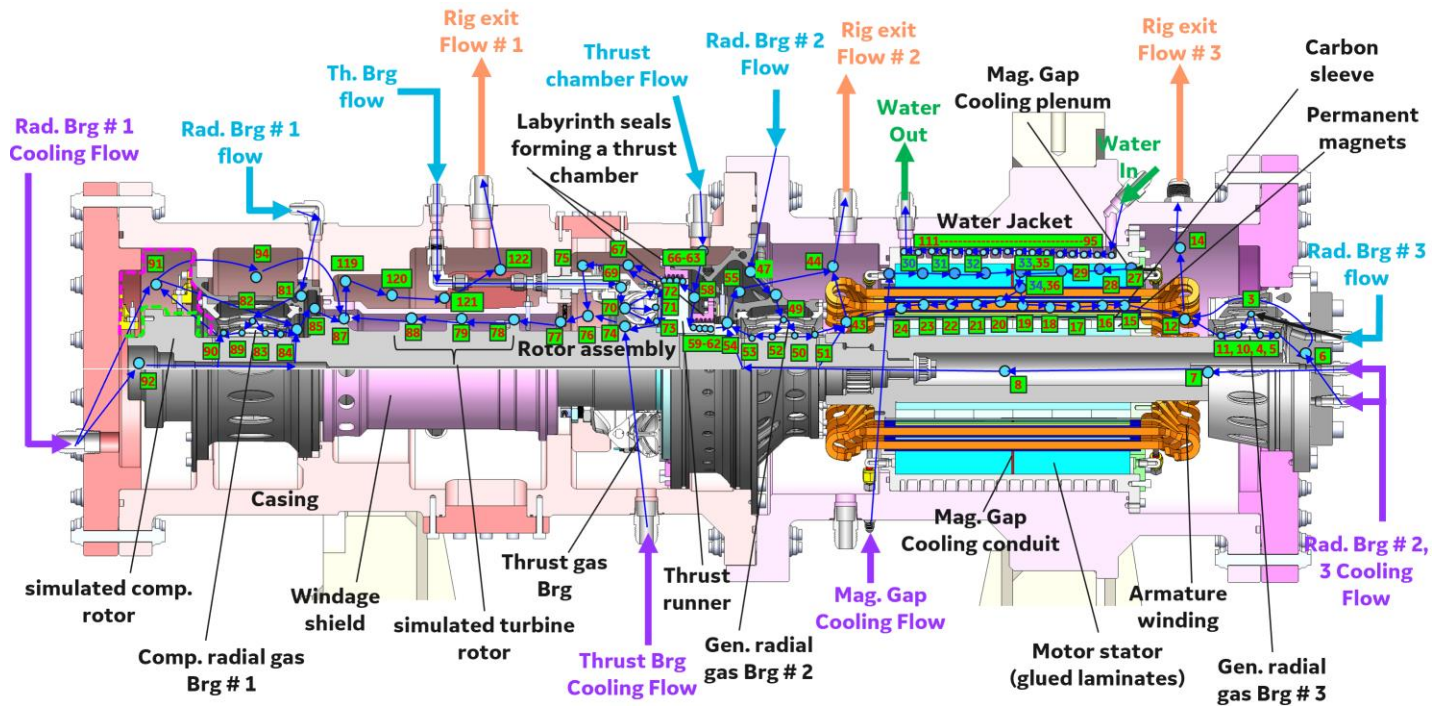 Rig exit
Flow # 1
Th. Brg
flow
Thrust
chamber Flow
Rad. Brg # 2
Flow
Rig exit
Flow # 2
Rig exit
Flow # 3
Carbon
sleeve
Mag. Gap
Cooling plenum
Permanent
magnets
Rad. Brg # 1
Cooling Flow
Rad. Brg # 1
flow
Labyrinth seals
forming a thrust
chamber
Water
Out
Water
In
Water Jacket
Rad. Brg # 3
flow
91
94
82
81
119
120
121
122
75
67
69
66-63
72
71
70
73
74
58
55
47
49
44
111
95
30
31
32
33,35
34,36
29
28
27
14
3
90
89
83
84
85
87
88
79
78
77
76
59-62
54
53
52
50
51
43
24
23
22
21
20
19
18
17
16
15
12
11, 10, 4, 5
6
92
8
7
Rotor assembly
Casing
simulated comp.
rotor
Comp. radial gas
Brg # 1
Windage
shield
simulated turbine
rotor
Thrust gas
Brg
Thrust Brg
Cooling Flow
Thrust
runner
Gen. radial
gas Brg # 2
Mag. Gap
Cooling Flow
Mag. Gap
Cooling conduit
Motor stator
(glued laminates)
Armature
winding
Gen. radial
gas Brg # 3
Rad. Brg # 2,
3 Cooling
Flow